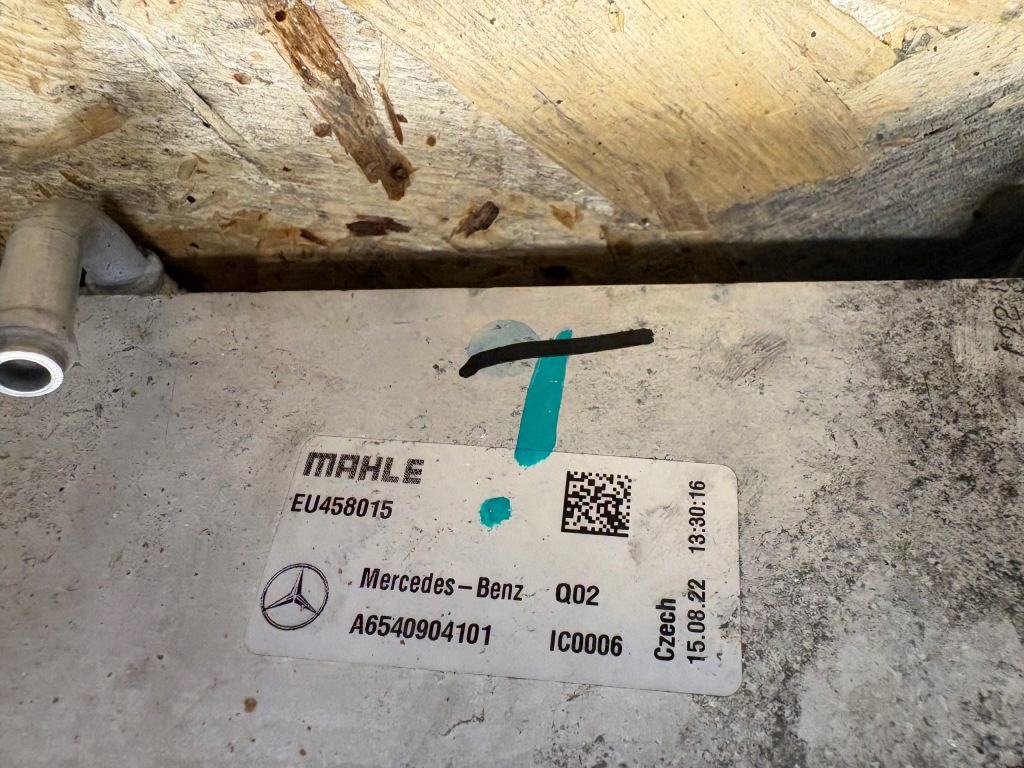 MAHLE
EU458015
Mercedes-Benz Q02
A6540904101 IC0006
Czech
15.08.22 13:30:16